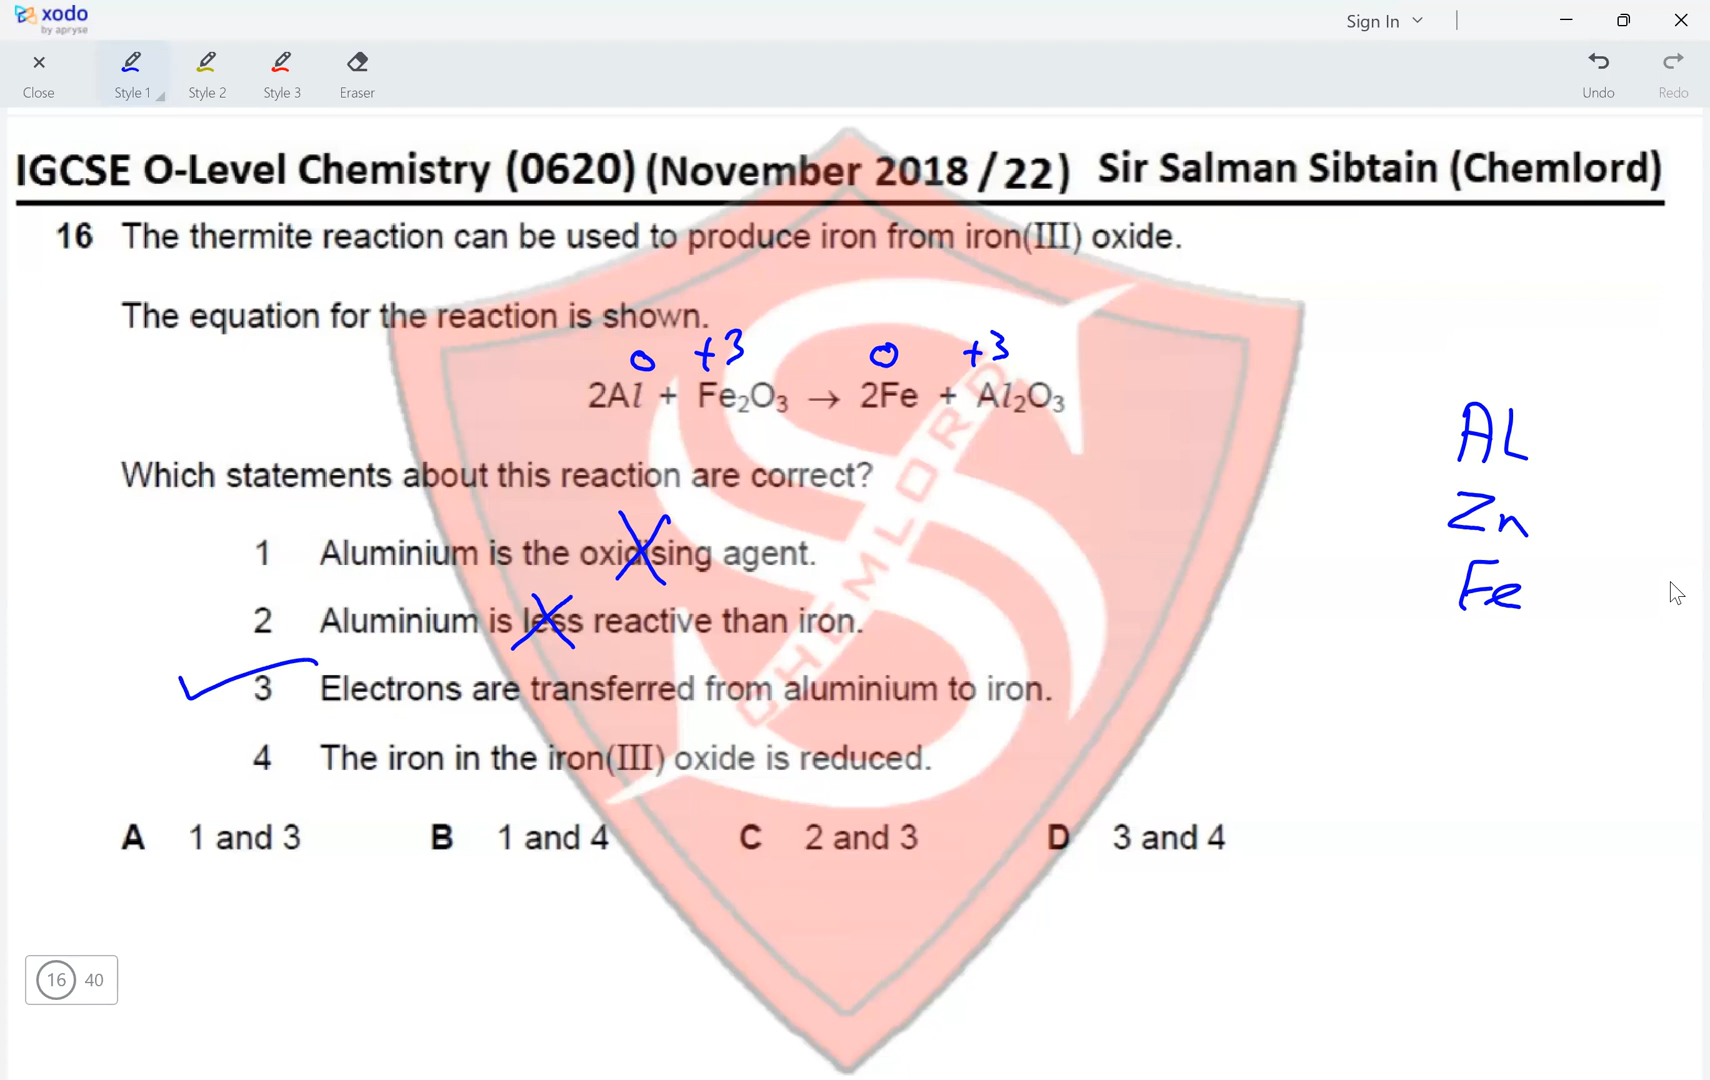 xodo
by apryse
Sign In
Close
Style 1
Style 2
Style 3
Eraser
Undo
Redo
IGCSE O-Level Chemistry (0620) (November 2018 / 22) Sir Salman Sibtain (Chemlord)
16 The thermite reaction can be used to produce iron from iron(III) oxide.
The equation for the reaction is shown.
0 +3 0 +3
2Al + Fe₂O₃ → 2Fe + Al₂O₃
AL
Zn
Fe
Which statements about this reaction are correct?
1 Aluminium is the oxidising agent.
2 Aluminium is less reactive than iron.
3 Electrons are transferred from aluminium to iron.
4 The iron in the iron(III) oxide is reduced.
A 1 and 3 B 1 and 4 C 2 and 3 D 3 and 4
CHEMLORD
16 40